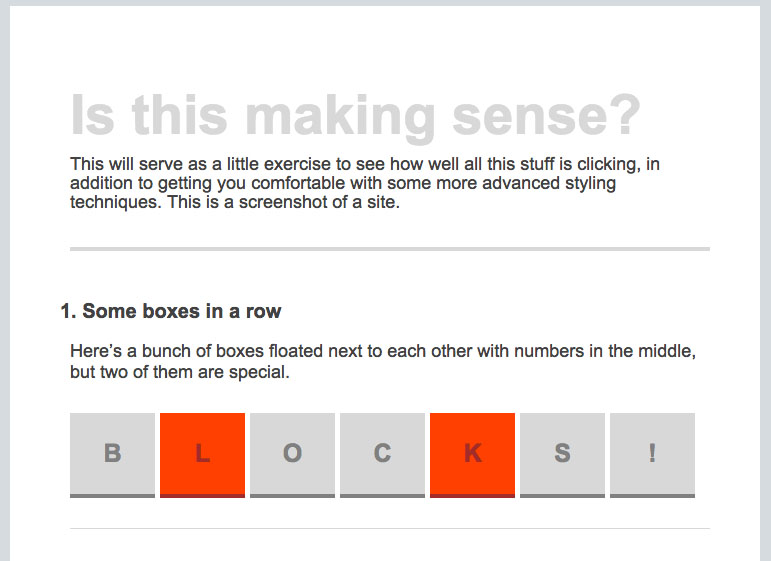 Is this making sense?
This will serve as a little exercise to see how well all this stuff is clicking, in
addition to getting you comfortable with some more advanced styling
techniques. This is a screenshot of a site.
1. Some boxes in a row
Here’s a bunch of boxes floated next to each other with numbers in the middle,
but two of them are special.
B L O C K S !